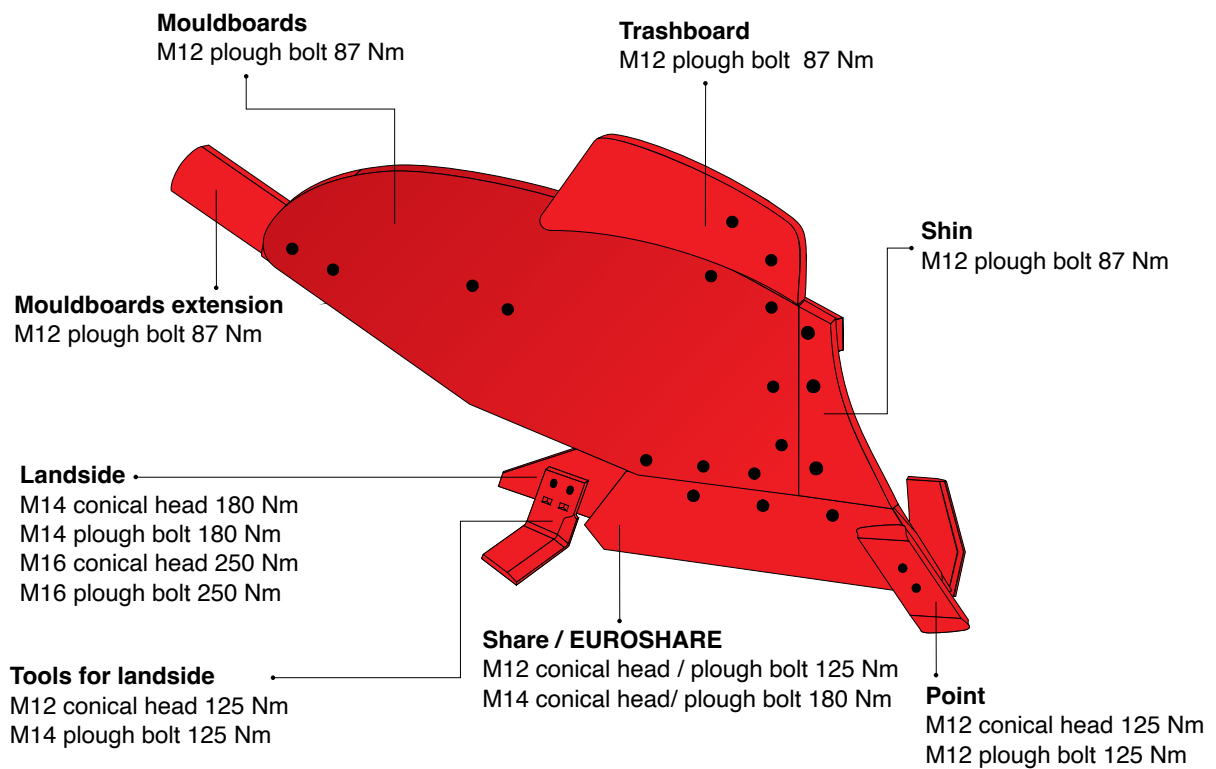 Mouldboards
M12 plough bolt 87 Nm
Trashboard
M12 plough bolt  87 Nm
Shin
M12 plough bolt 87 Nm
Mouldboards extension
M12 plough bolt 87 Nm
Landside
M14 conical head 180 Nm
M14 plough bolt 180 Nm
M16 conical head 250 Nm
M16 plough bolt 250 Nm
Tools for landside
M12 conical head 125 Nm
M14 plough bolt 125 Nm
Share / EUROSHARE
M12 conical head / plough bolt 125 Nm
M14 conical head/ plough bolt 180 Nm
Point
M12 conical head 125 Nm
M12 plough bolt 125 Nm